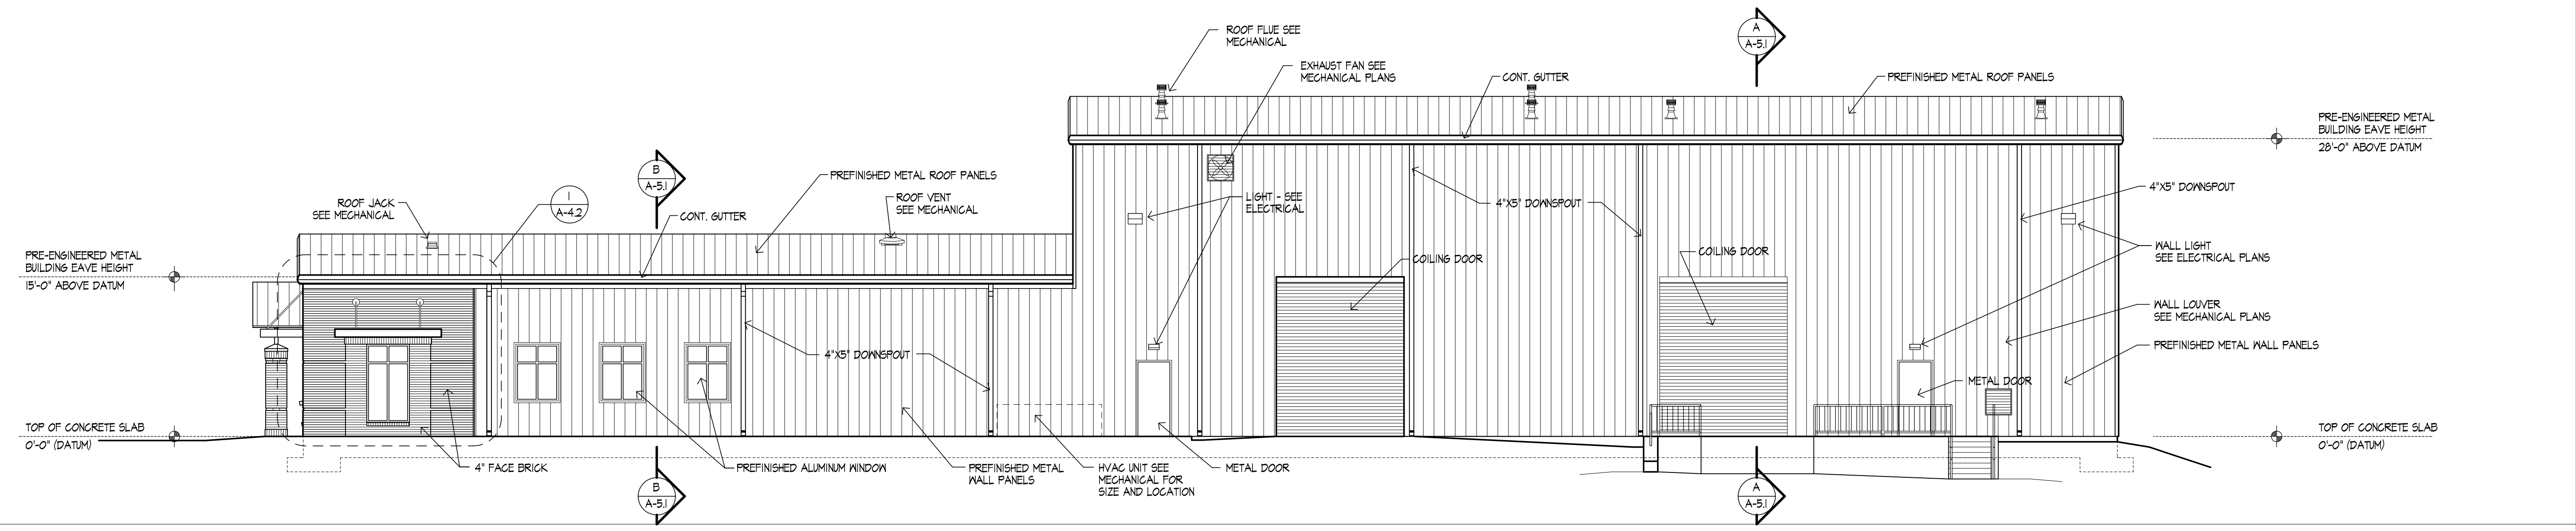 ROOF FLUE SEE
MECHANICAL
A
A-5.1
EXHAUST FAN SEE
MECHANICAL PLANS
CONT. GUTTER
PREFINISHED METAL ROOF PANELS
PRE-ENGINEERED METAL
BUILDING EAVE HEIGHT
28'-0" ABOVE DATUM
B
A-5.1
PREFINISHED METAL ROOF PANELS
ROOF JACK
SEE MECHANICAL
1
A-4.2
CONT. GUTTER
ROOF VENT
SEE MECHANICAL
LIGHT - SEE
ELECTRICAL
4"X5" DOWNSPOUT
4"X5" DOWNSPOUT
PRE-ENGINEERED METAL
BUILDING EAVE HEIGHT
15'-0" ABOVE DATUM
COILING DOOR
COILING DOOR
WALL LIGHT
SEE ELECTRICAL PLANS
WALL LOUVER
SEE MECHANICAL PLANS
4"X5" DOWNSPOUT
PREFINISHED METAL WALL PANELS
METAL DOOR
TOP OF CONCRETE SLAB
0'-0" (DATUM)
TOP OF CONCRETE SLAB
0'-0" (DATUM)
4" FACE BRICK
PREFINISHED ALUMINUM WINDOW
PREFINISHED METAL
WALL PANELS
HVAC UNIT SEE
MECHANICAL FOR
SIZE AND LOCATION
METAL DOOR
B
A-5.1
A
A-5.1